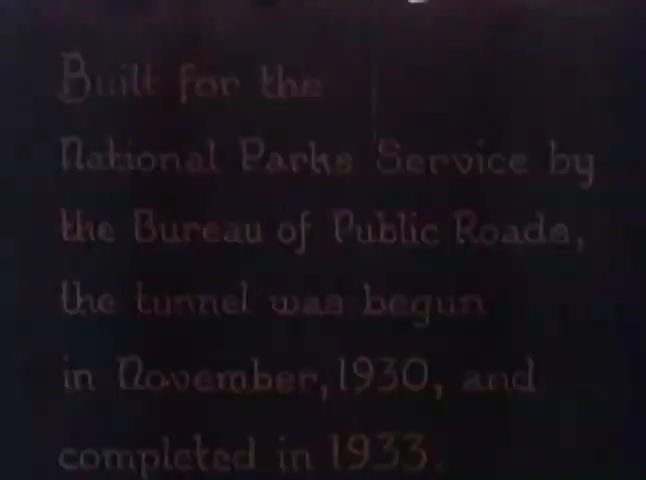 Built for the
National Parks Service by
the Bureau of Public Roads,
the tunnel was begun
in November, 1930, and
completed in 1933.